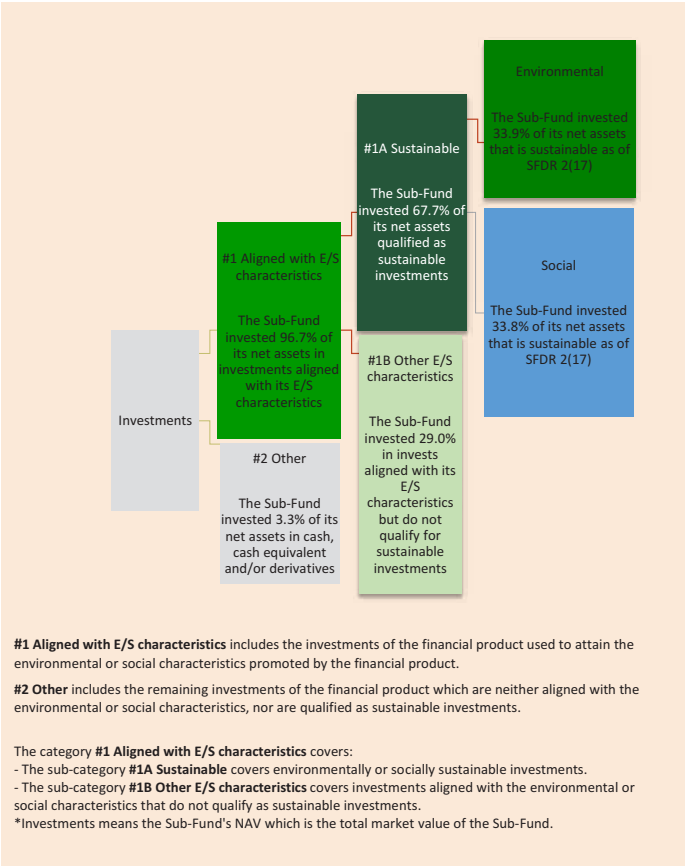 Investments
#1 Aligned with E/S
characteristics
The Sub-Fund
invested 96.7% of
its net assets in
investments aligned
with its E/S
characteristics
#2 Other
The Sub-Fund
invested 3.3% of its
net assets in cash,
cash equivalent
and/or derivatives
#1A Sustainable
The Sub-Fund
invested 67.7% of
its net assets
qualified as
sustainable
investments
#1B Other E/S
characteristics
The Sub-Fund
invested 29.0%
in invests
aligned with its
E/S
characteristics
but do not
qualify for
sustainable
investments
Environmental
The Sub-Fund invested
33.9% of its net assets
that is sustainable as of
SFDR 2(17)
Social
The Sub-Fund invested
33.8% of its net assets
that is sustainable as of
SFDR 2(17)
#1 Aligned with E/S characteristics includes the investments of the financial product used to attain the
environmental or social characteristics promoted by the financial product.
#2 Other includes the remaining investments of the financial product which are neither aligned with the
environmental or social characteristics, nor are qualified as sustainable investments.
The category #1 Aligned with E/S characteristics covers:
- The sub-category #1A Sustainable covers environmentally or socially sustainable investments.
- The sub-category #1B Other E/S characteristics covers investments aligned with the environmental or
social characteristics that do not qualify as sustainable investments.
*Investments means the Sub-Fund's NAV which is the total market value of the Sub-Fund.